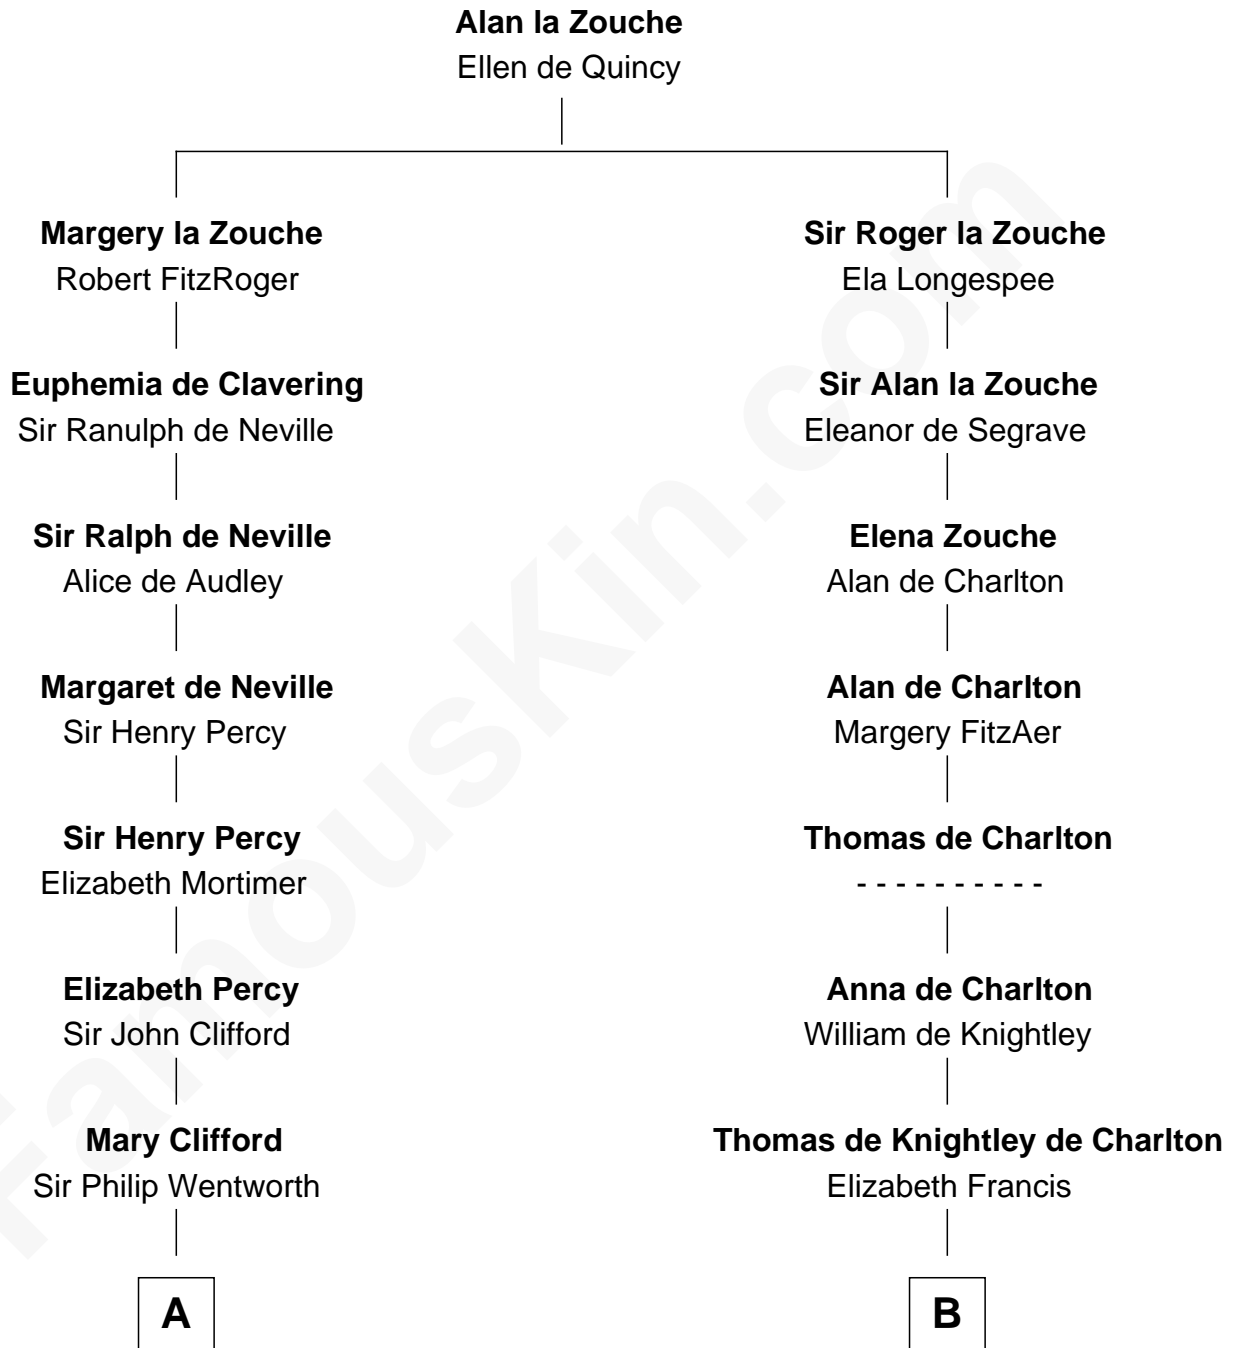 Alan la Zouche
Ellen de Quincy
Margery la Zouche
Robert FitzRoger
Sir Roger la Zouche
Ela Longespee
Euphemia de Clavering
Sir Ranulph de Neville
Sir Alan la Zouche
Eleanor de Segrave
Sir Ralph de Neville
Alice de Audley
Elena Zouche
Alan de Charlton
Margaret de Neville
Sir Henry Percy
Alan de Charlton
Margery FitzAer
Sir Henry Percy
Elizabeth Mortimer
Thomas de Charlton
- - - - - - - - - -
Elizabeth Percy
Sir John Clifford
Anna de Charlton
William de Knightley
Mary Clifford
Sir Philip Wentworth
Thomas de Knightley de Charlton
Elizabeth Francis
A
B
FamousKin.com